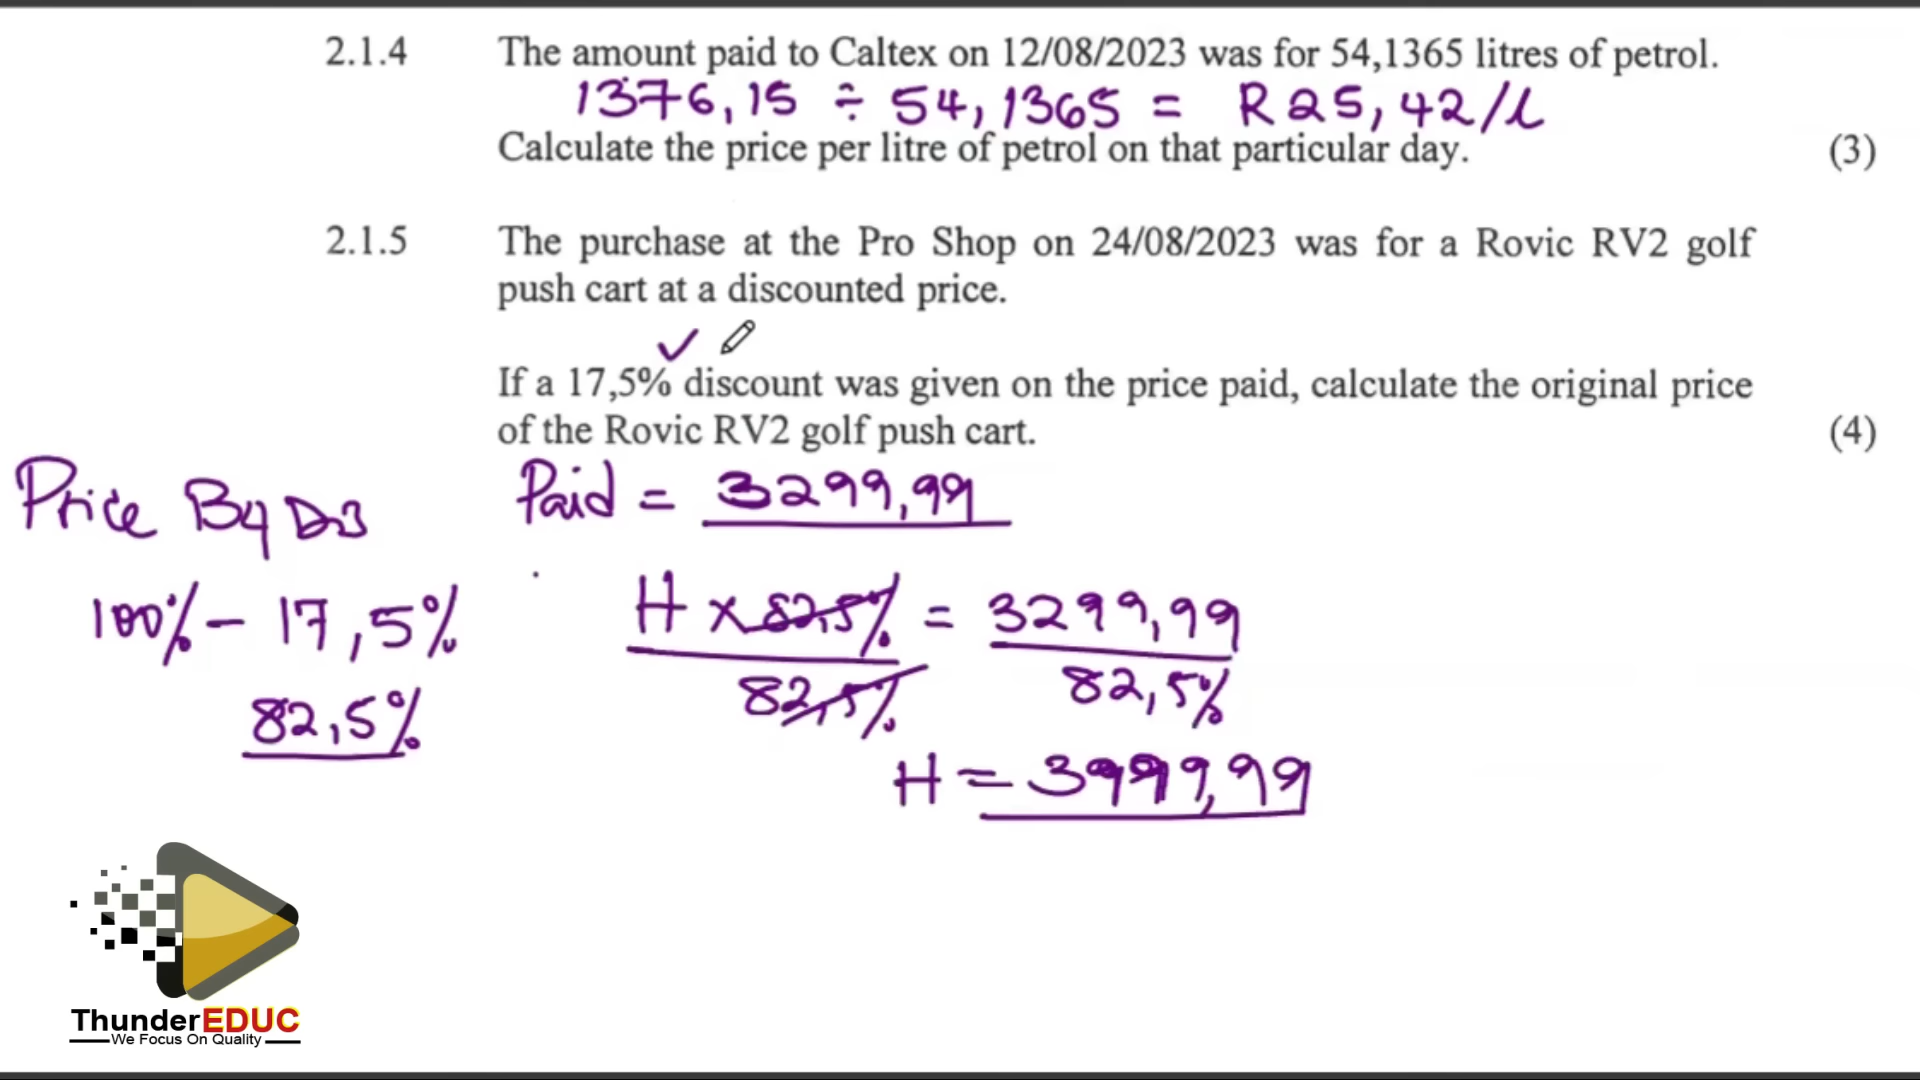 2.1.4 The amount paid to Caltex on 12/08/2023 was for 54,1365 litres of petrol.
1376,15 ÷ 54,1365 = R25,42/l
Calculate the price per litre of petrol on that particular day. (3)
2.1.5 The purchase at the Pro Shop on 24/08/2023 was for a Rovic RV2 golf
push cart at a discounted price.
If a 17,5% discount was given on the price paid, calculate the original price
of the Rovic RV2 golf push cart. (4)
Price B4 Dis Paid = 3299,99
100% - 17,5% H x 82,5% = 3299,99
82,5% 82,5%
82,5%
H = 3999,99
ThunderEDUC
We Focus On Quality